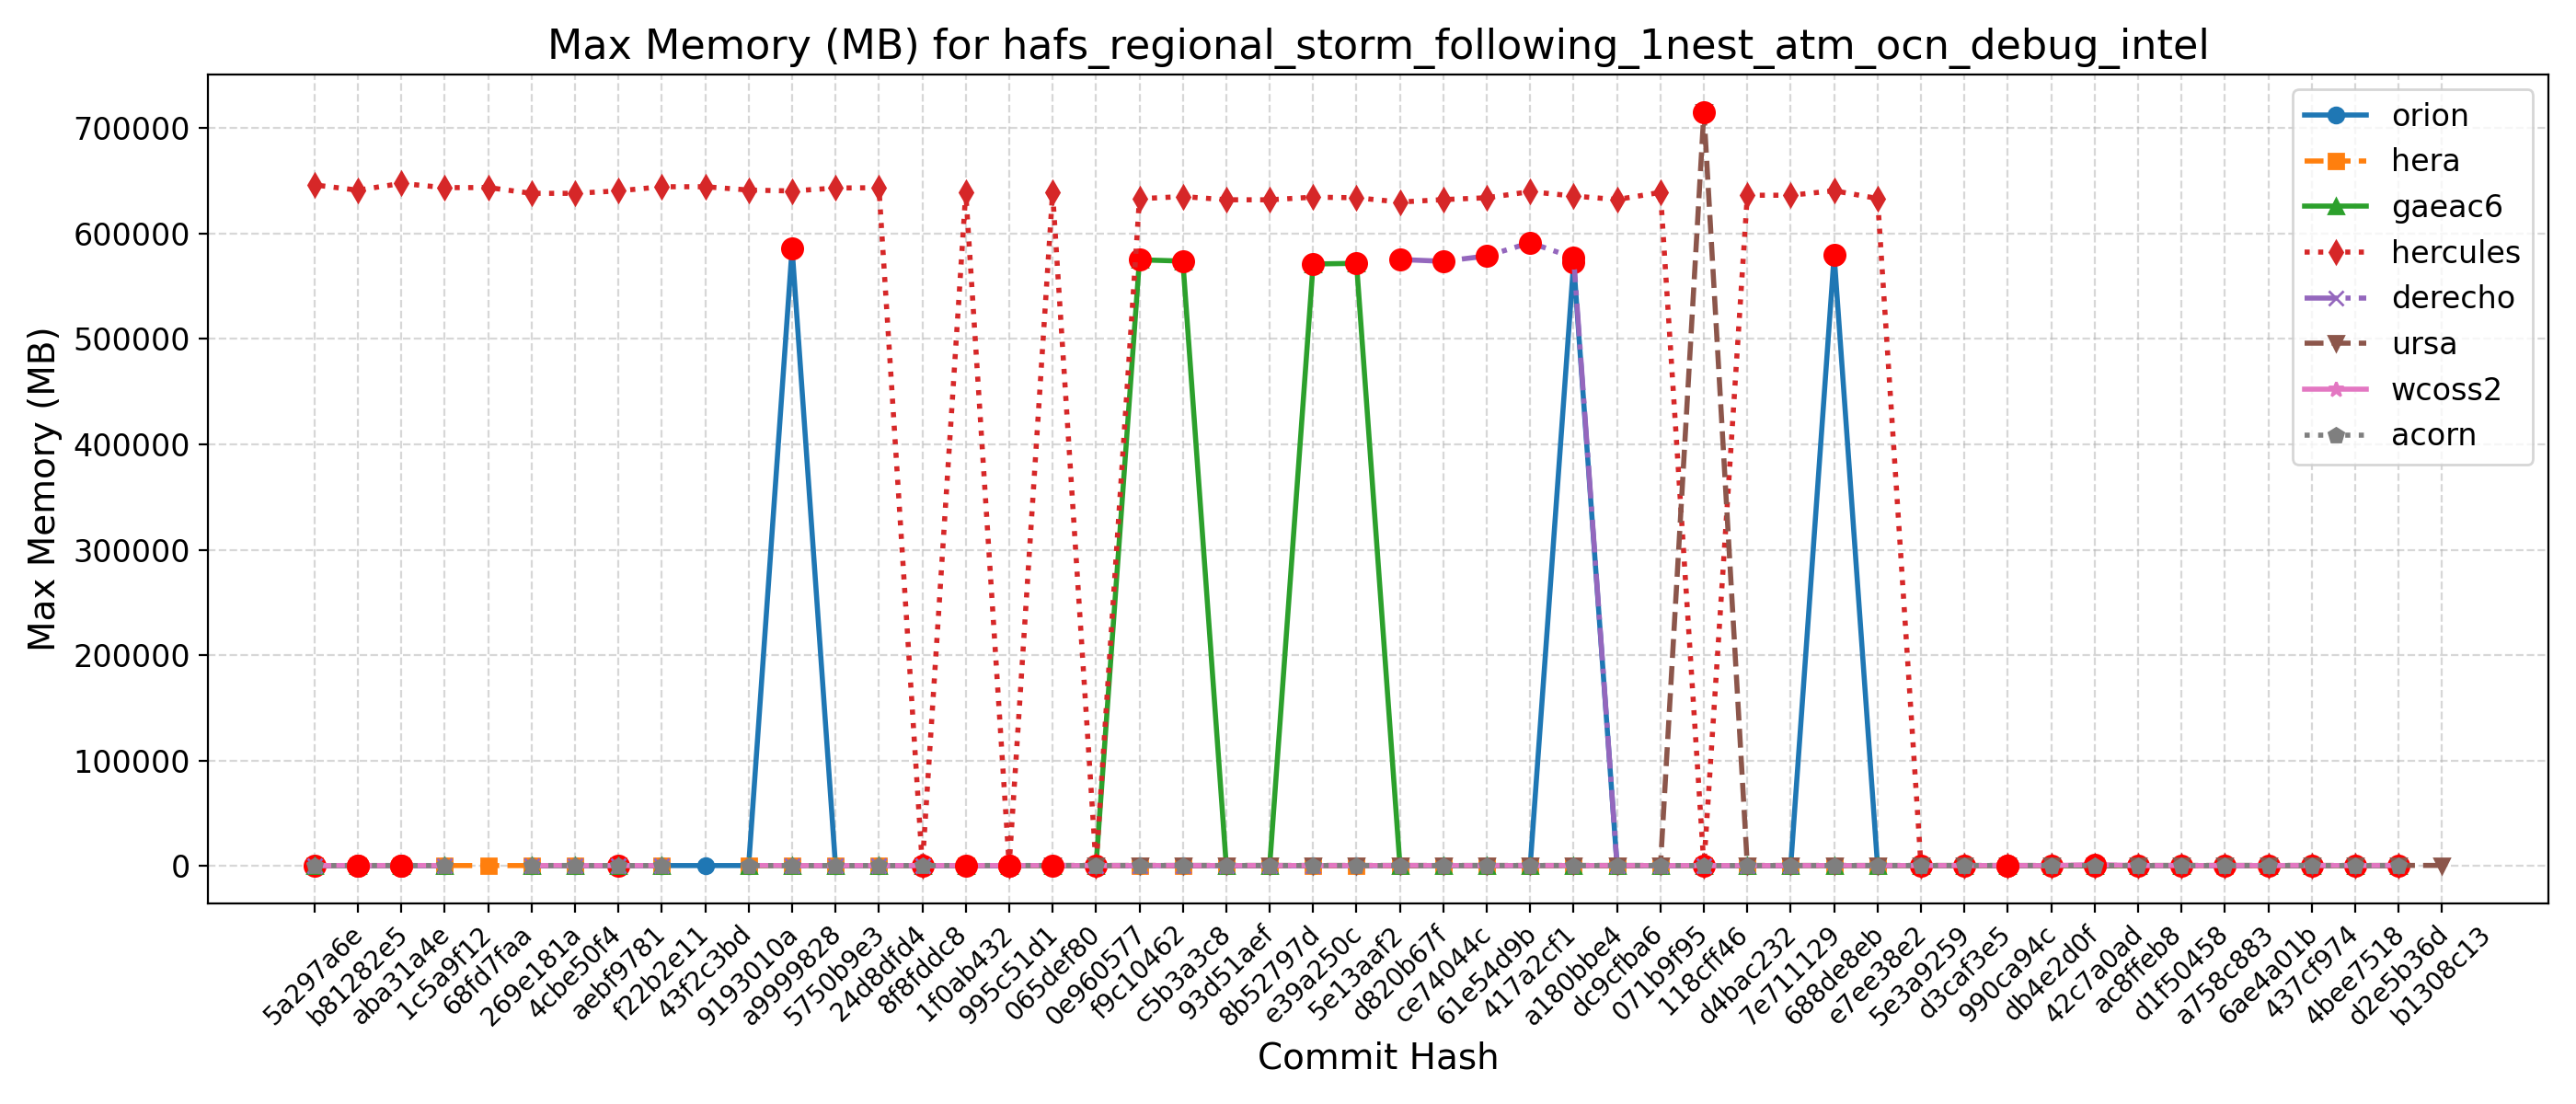 Max Memory (MB) for hafs_regional_storm_following_1nest_atm_ocn_debug_intel
Max Memory (MB)
700000
600000
500000
400000
300000
200000
100000
0
orion
hera
gaeac6
hercules
derecho
ursa
wcoss2
acorn
5a297a6e
b81282e5
aba31a4e
1c5a9f12
68fd7faa
269e181a
4cbe50f4
aebf9781
f22b2e11
43f2c3bd
9193010a
a9999828
5750b9e3
24d8dfd4
8f8fddc8
1f0ab432
995c51d1
065def80
0e960577
f9c10462
c5b3a3c8
93d51aef
8b52797d
e39a250c
5e13aaf2
d820b67f
ce74044c
61e54d9b
417a2cf1
a180bbe4
dc9cfba6
071b9f95
118cff46
d4bac232
7e711129
688de8eb
e7ee38e2
5e3a9259
d3caf3e5
990ca94c
db4e2d0f
42c7a0ad
ac8ffeb8
d1f50458
a758c883
6ae4a01b
437cf974
4bee7518
d2e5b36d
b1308c13
Commit Hash